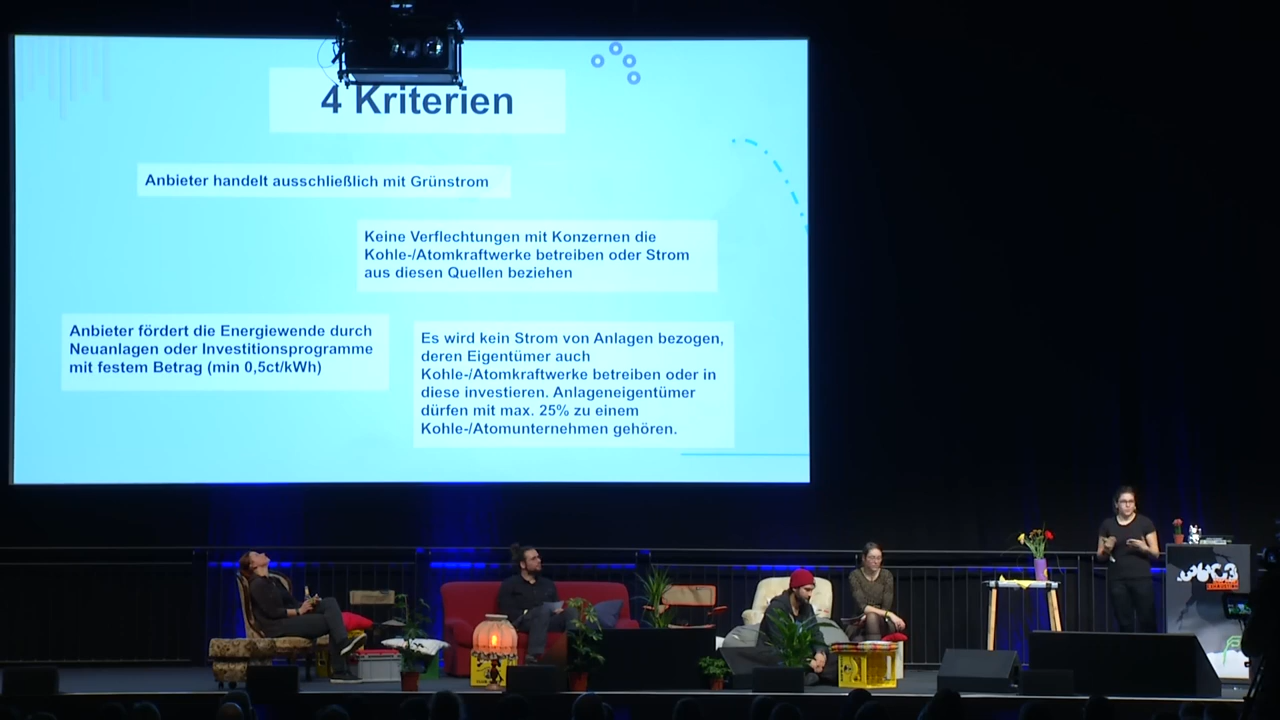 4 Kriterien
Anbieter handelt ausschließlich mit Grünstrom
Keine Verflechtungen mit Konzernen die
Kohle-/Atomkraftwerke betreiben oder Strom
aus diesen Quellen beziehen
Anbieter fördert die Energiewende durch
Neuanlagen oder Investitionsprogramme
mit festem Betrag (min 0,5ct/kWh)
Es wird kein Strom von Anlagen bezogen,
deren Eigentümer auch
Kohle-/Atomkraftwerke betreiben oder in
diese investieren. Anlageneigentümer
dürfen mit max. 25% zu einem
Kohle-/Atomunternehmen gehören.